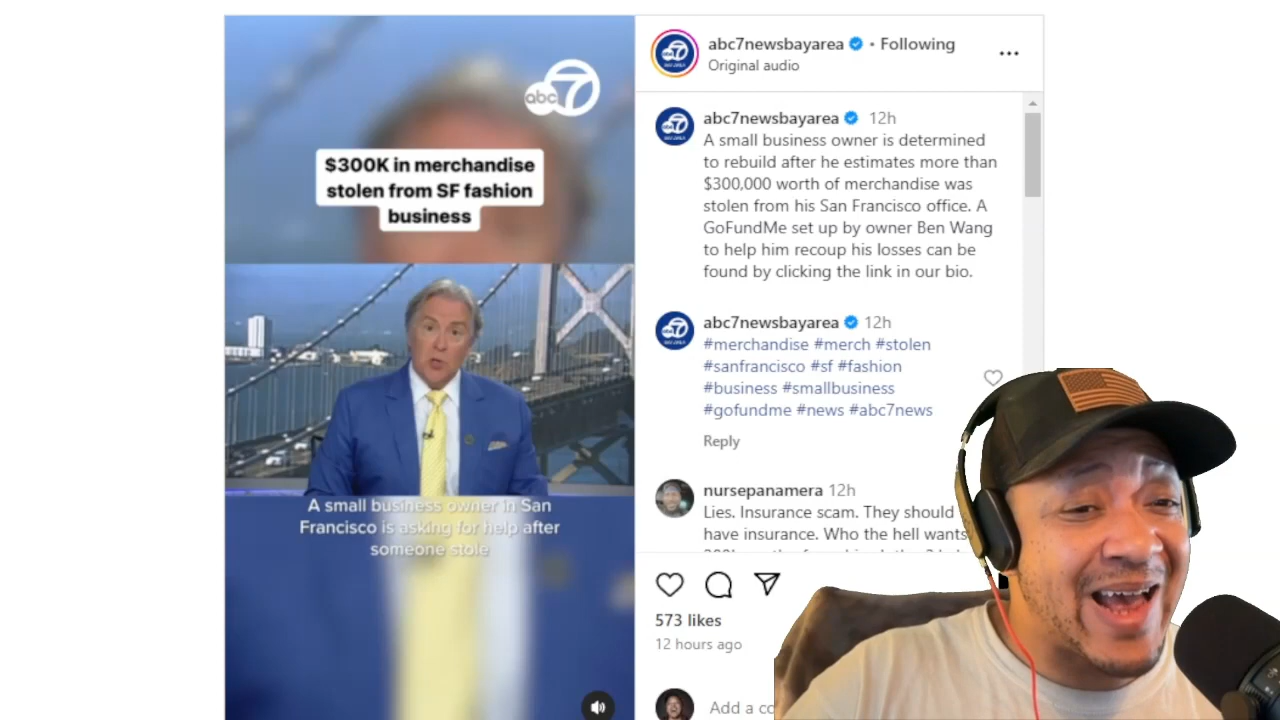 abc 7
$300K in merchandise
stolen from SF fashion
business
A small business owner in San
Francisco is asking for help after
someone stole
abc7newsbayarea • Following
Original audio
abc7newsbayarea 12h
A small business owner is determined
to rebuild after he estimates more than
$300,000 worth of merchandise was
stolen from his San Francisco office. A
GoFundMe set up by owner Ben Wang
to help him recoup his losses can be
found by clicking the link in our bio.
abc7newsbayarea 12h
#merchandise #merch #stolen
#sanfrancisco #sf #fashion
#business #smallbusiness
#gofundme #news #abc7news
Reply
nursepanamera 12h
Lies. Insurance scam. They should
have insurance. Who the hell wants
573 likes
12 hours ago
Add a co